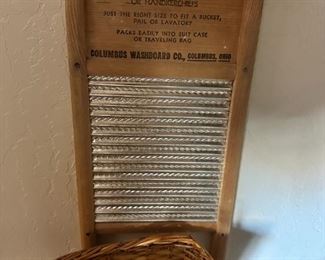 OR HANDKERCHIEFS
JUST THE RIGHT SIZE TO FIT A BUCKET,
PAIL OR LAVATORY
PACKS EASILY INTO SUIT CASE
OR TRAVELING BAG
COLUMBUS WASHBOARD CO., COLUMBUS, OHIO